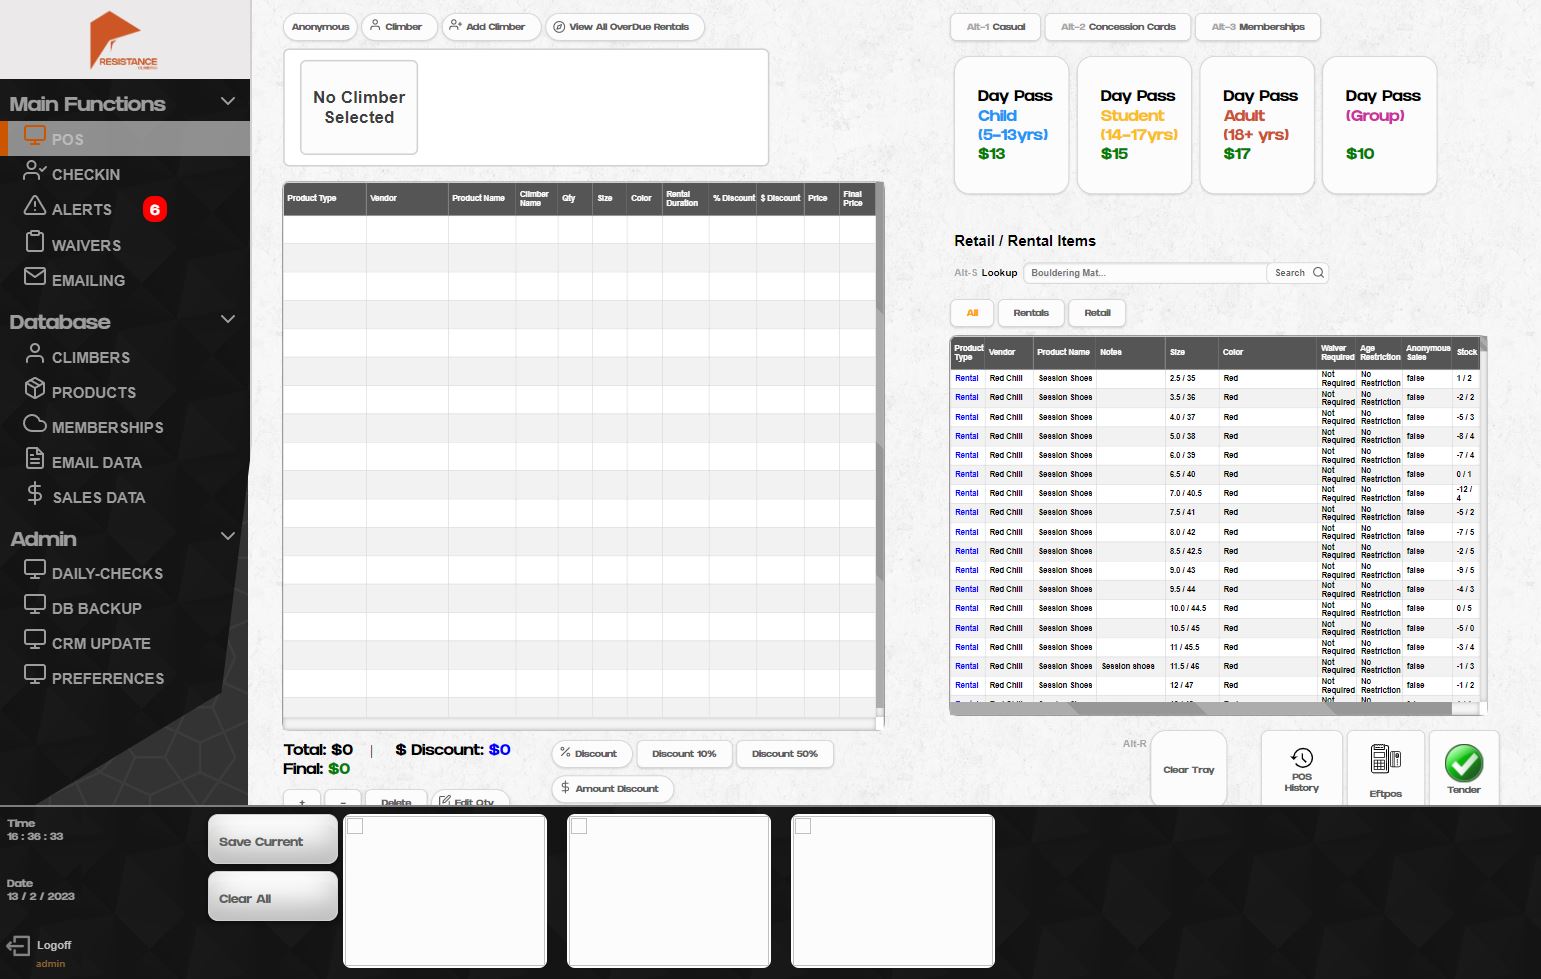 RESISTANCE
Main Functions
POS
CHECKIN
ALERTS 6
WAIVERS
EMAILING
Database
CLIMBERS
PRODUCTS
MEMBERSHIPS
EMAIL DATA
SALES DATA
Admin
DAILY-CHECKS
DB BACKUP
CRM UPDATE
PREFERENCES
Anonymous Climber Add Climber View All OverDue Rentals
No Climber
Selected
Product Type Vendor Product Name Climber Name Qty Size Color Rental Duration % Discount $ Discount Price Final Price
Total: $0 | $ Discount: $0
Final: $0
Discount Discount 10% Discount 50%
Amount Discount
+ - Delete Edit Qty
Alt-1 Casual Alt-2 Concession Cards Alt-3 Memberships
Day Pass
Child
(5-13yrs)
$13
Day Pass
Student
(14-17yrs)
$15
Day Pass
Adult
(18+ yrs)
$17
Day Pass
(Group)
$10
Retail / Rental Items
Alt-S Lookup Bouldering Mat... Search
All Rentals Retail
Product Type Vendor Product Name Notes Size Color Waiver Required Age Restriction Anonymous Sales Stock
Rental Red Chili Session Shoes 2.5 / 35 Red Not Required No Restriction false 1 / 2
Rental Red Chili Session Shoes 3.5 / 36 Red Not Required No Restriction false -2 / 2
Rental Red Chili Session Shoes 4.0 / 37 Red Not Required No Restriction false -5 / 3
Rental Red Chili Session Shoes 5.0 / 38 Red Not Required No Restriction false -8 / 4
Rental Red Chili Session Shoes 6.0 / 39 Red Not Required No Restriction false -7 / 4
Rental Red Chili Session Shoes 6.5 / 40 Red Not Required No Restriction false 0 / 1
Rental Red Chili Session Shoes 7.0 / 40.5 Red Not Required No Restriction false -12 / 4
Rental Red Chili Session Shoes 7.5 / 41 Red Not Required No Restriction false -5 / 2
Rental Red Chili Session Shoes 8.0 / 42 Red Not Required No Restriction false -7 / 5
Rental Red Chili Session Shoes 8.5 / 42.5 Red Not Required No Restriction false -2 / 5
Rental Red Chili Session Shoes 9.0 / 43 Red Not Required No Restriction false -9 / 5
Rental Red Chili Session Shoes 9.5 / 44 Red Not Required No Restriction false -4 / 3
Rental Red Chili Session Shoes 10.0 / 44.5 Red Not Required No Restriction false 0 / 5
Rental Red Chili Session Shoes 10.5 / 45 Red Not Required No Restriction false -5 / 0
Rental Red Chili Session Shoes 11 / 45.5 Red Not Required No Restriction false -3 / 4
Rental Red Chili Session Shoes Session shoes 11.5 / 46 Red Not Required No Restriction false -1 / 3
Rental Red Chili Session Shoes 12 / 47 Red Not Required No Restriction false -1 / 2
Not No
Alt-R Clear Tray
POS
History
Eftpos
Tender
Time
16 : 36 : 33
Date
13 / 2 / 2023
Logoff
admin
Save Current
Clear All